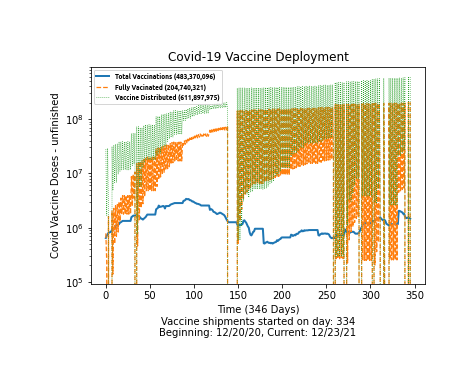 Covid-19 Vaccine Deployment
Total Vaccinations (483,370,096)
Fully Vacinated (204,740,321)
Vaccine Distributed (611,897,975)
Covid Vaccine Doses - unfinished
10⁸
10⁷
10⁶
10⁵
0 50 100 150 200 250 300 350
Time (346 Days)
Vaccine shipments started on day: 334
Beginning: 12/20/20, Current: 12/23/21